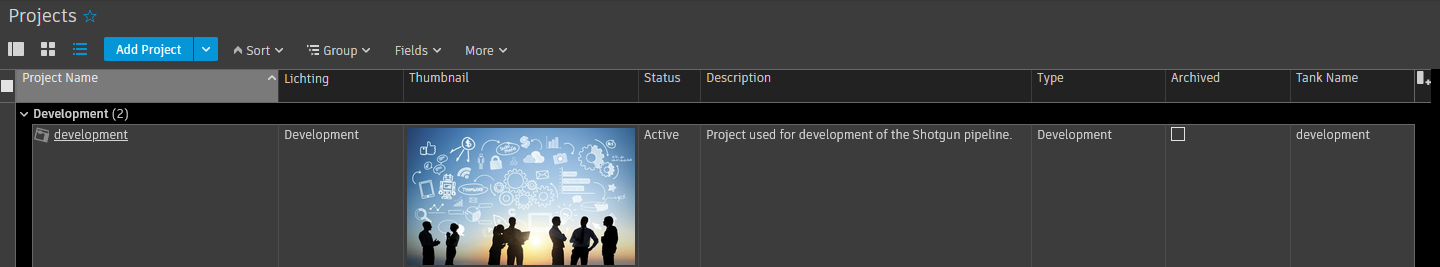 Projects
Add Project Sort Group Fields More
Project Name Lichting Thumbnail Status Description Type Archived Tank Name
Development (2)
development Development Active Project used for development of the Shotgun pipeline. Development development